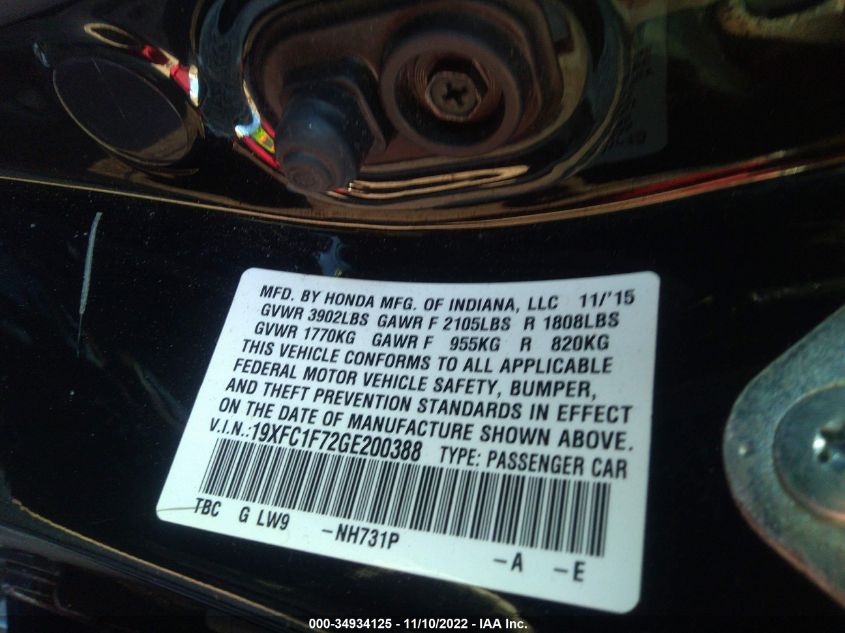 MFD. BY HONDA MFG. OF INDIANA, LLC 11/'15
GVWR 3902LBS GAWR F 2105LBS R 1808LBS
GVWR 1770KG GAWR F 955KG R 820KG
THIS VEHICLE CONFORMS TO ALL APPLICABLE
FEDERAL MOTOR VEHICLE SAFETY, BUMPER,
AND THEFT PREVENTION STANDARDS IN EFFECT
ON THE DATE OF MANUFACTURE SHOWN ABOVE.
V.I.N.:19XFC1F72GE200388 TYPE: PASSENGER CAR
TBC G LW9 -NH731P -A -E
000-34934125 - 11/10/2022 - IAA Inc.